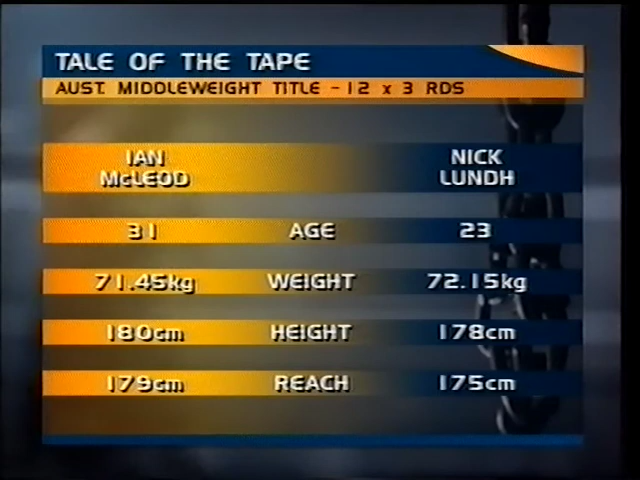 TALE OF THE TAPE
AUST. MIDDLEWEIGHT TITLE - 12 x 3 RDS
IAN McLEOD
NICK LUNDH
31 AGE 23
71.45kg WEIGHT 72.15kg
180cm HEIGHT 178cm
179cm REACH 175cm